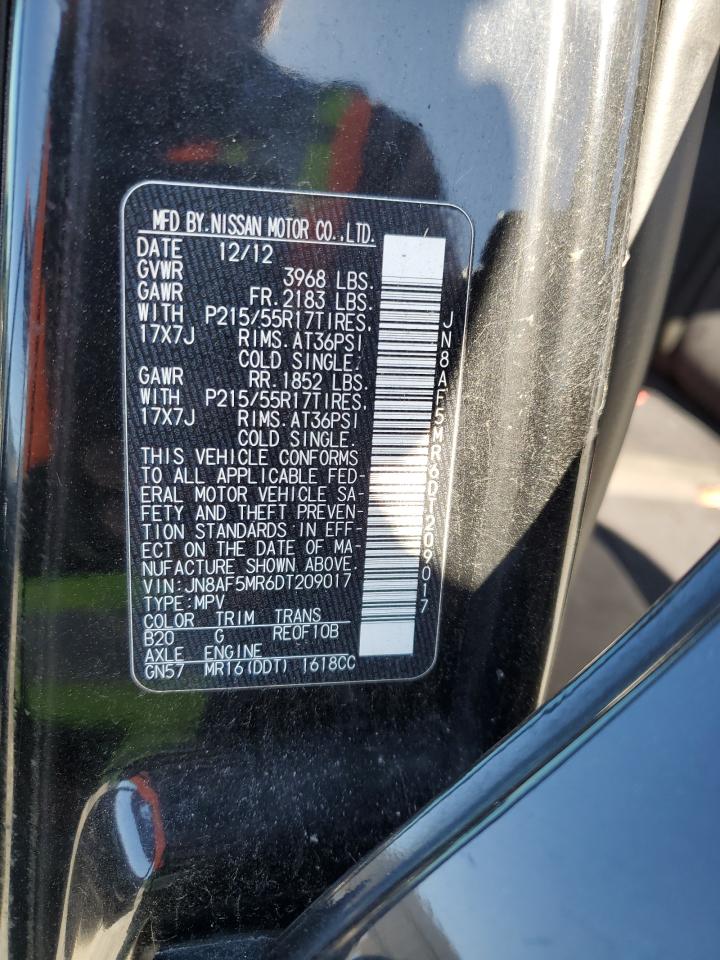 MFD BY.NISSAN MOTOR CO.,LTD.
DATE 12/12
GVWR 3968 LBS.
GAWR FR.2183 LBS.
WITH P215/55R17TIRES,
17X7J RIMS.AT36PSI
COLD SINGLE.
GAWR RR.1852 LBS.
WITH P215/55R17TIRES,
17X7J RIMS.AT36PSI
COLD SINGLE.
THIS VEHICLE CONFORMS
TO ALL APPLICABLE FED-
ERAL MOTOR VEHICLE SA-
FETY AND THEFT PREVEN-
TION STANDARDS IN EFF-
ECT ON THE DATE OF MA-
NUFACTURE SHOWN ABOVE.
VIN:JN8AF5MR6DT209017
TYPE:MPV
COLOR TRIM TRANS
B20 G RE0F10B
AXLE ENGINE
GN57 MR16(DDT) 1618CC
JN8AF5MR6DT209017